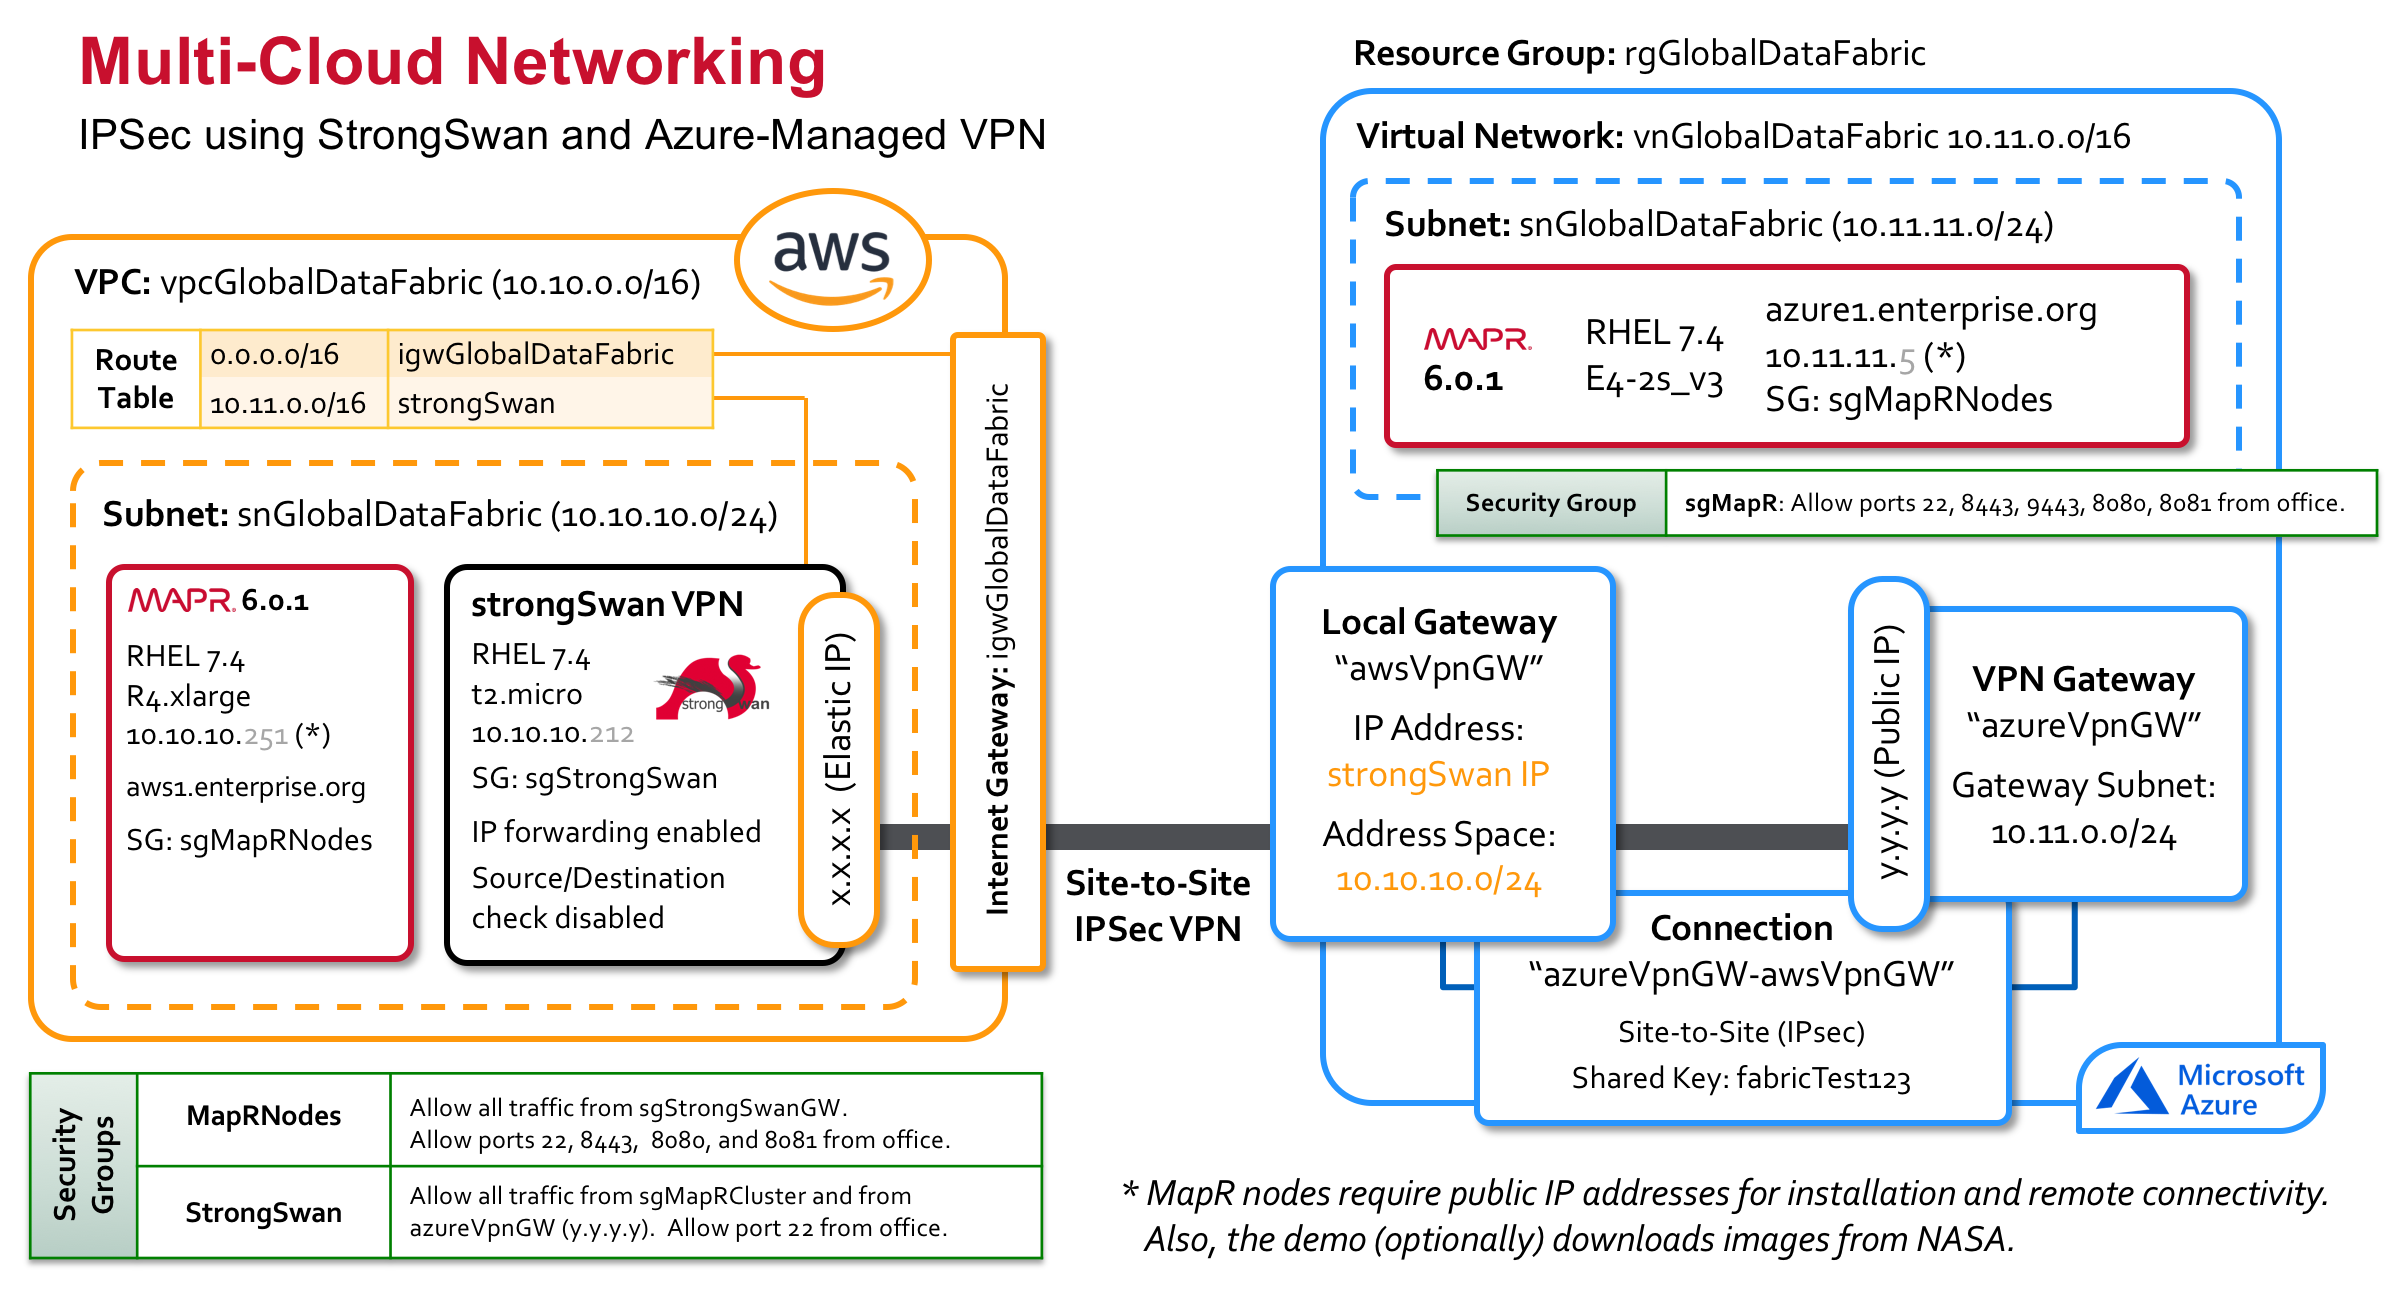 Multi-Cloud Networking
IPSec using StrongSwan and Azure-Managed VPN
aws
VPC: vpcGlobalDataFabric (10.10.0.0/16)
Route
Table
0.0.0.0/16
igwGlobalDataFabric
10.11.0.0/16
strongSwan
Subnet: snGlobalDataFabric (10.10.10.0/24)
MAPR. 6.0.1
RHEL 7.4
R4.xlarge
10.10.10.251 (*)
aws1.enterprise.org
SG: sgMapRNodes
strongSwan VPN
RHEL 7.4
t2.micro
10.10.10.212
strongSwan
SG: sgStrongSwan
IP forwarding enabled
Source/Destination
check disabled
x.x.x.x (Elastic IP)
Internet Gateway: igwGlobalDataFabric
Site-to-Site
IPSec VPN
Security
Groups
MapRNodes
Allow all traffic from sgStrongSwanGW.
Allow ports 22, 8443, 8080, and 8081 from office.
StrongSwan
Allow all traffic from sgMapRCluster and from
azureVpnGW (y.y.y.y). Allow port 22 from office.
Resource Group: rgGlobalDataFabric
Virtual Network: vnGlobalDataFabric 10.11.0.0/16
Subnet: snGlobalDataFabric (10.11.11.0/24)
MAPR.
6.0.1
RHEL 7.4
E4-2s_v3
azure1.enterprise.org
10.11.11.5 (*)
SG: sgMapRNodes
Security Group
sgMapR: Allow ports 22, 8443, 9443, 8080, 8081 from office.
Local Gateway
“awsVpnGW”
IP Address:
strongSwan IP
Address Space:
10.10.10.0/24
y.y.y.y (Public IP)
VPN Gateway
“azureVpnGW”
Gateway Subnet:
10.11.0.0/24
Connection
“azureVpnGW-awsVpnGW”
Site-to-Site (IPsec)
Shared Key: fabricTest123
Microsoft
Azure
* MapR nodes require public IP addresses for installation and remote connectivity.
Also, the demo (optionally) downloads images from NASA.